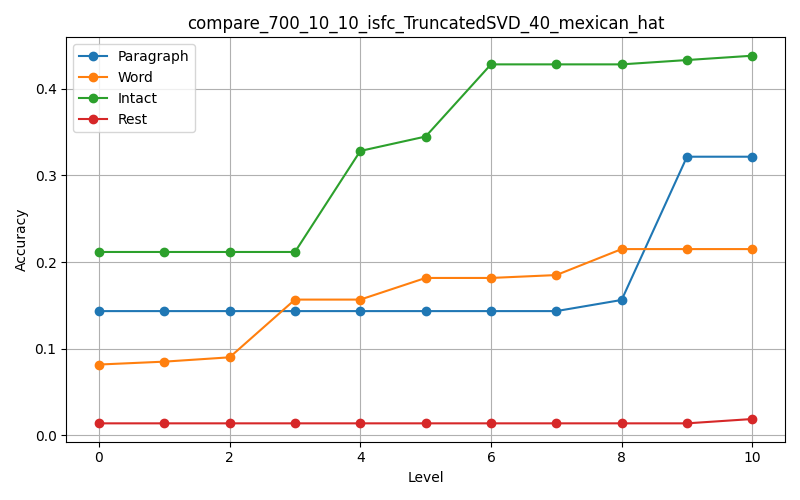 compare_700_10_10_isfc_TruncatedSVD_40_mexican_hat
Paragraph
Word
Intact
Rest
Accuracy
0.4
0.3
0.2
0.1
0.0
0 2 4 6 8 10
Level